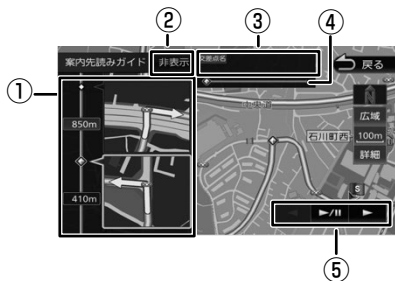 ② ③ ④
案内先読みガイド 非表示 交差点名 戻る
①
850m
広域
石川町西 100m
詳細
410m
S
⑤